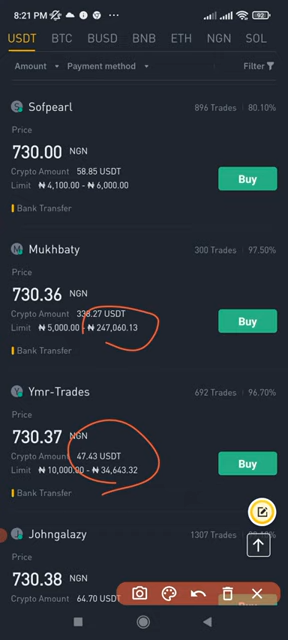 8:21 PM 92
USDT BTC BUSD BNB ETH NGN SOL
Amount Payment method Filter
S Sofpearl 896 Trades 80.10%
Price
730.00 NGN
Crypto Amount 58.85 USDT
Limit ₦ 4,100.00 - ₦ 6,000.00
Buy
Bank Transfer
M Mukhbaty 300 Trades 97.50%
Price
730.36 NGN
Crypto Amount 338.27 USDT
Limit ₦ 5,000.00 - ₦ 247,060.13
Buy
Bank Transfer
Y Ymr-Trades 692 Trades 96.70%
Price
730.37 NGN
Crypto Amount 47.43 USDT
Limit ₦ 10,000.00 - ₦ 34,643.32
Buy
Bank Transfer
J Johngalazy 1307 Trades
Price
730.38 NGN
Crypto Amount 64.70 USDT